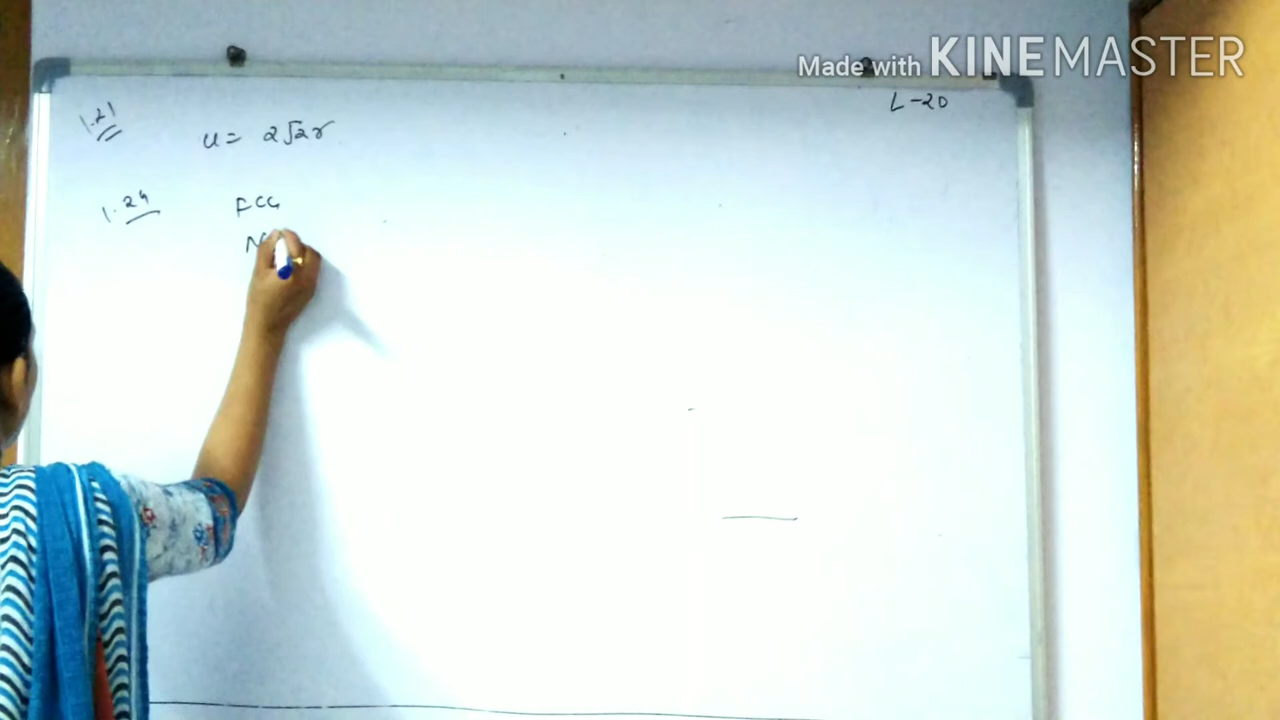 Made with KINEMASTER
L-20
1.21 u = 2√2r
1.24 FCC